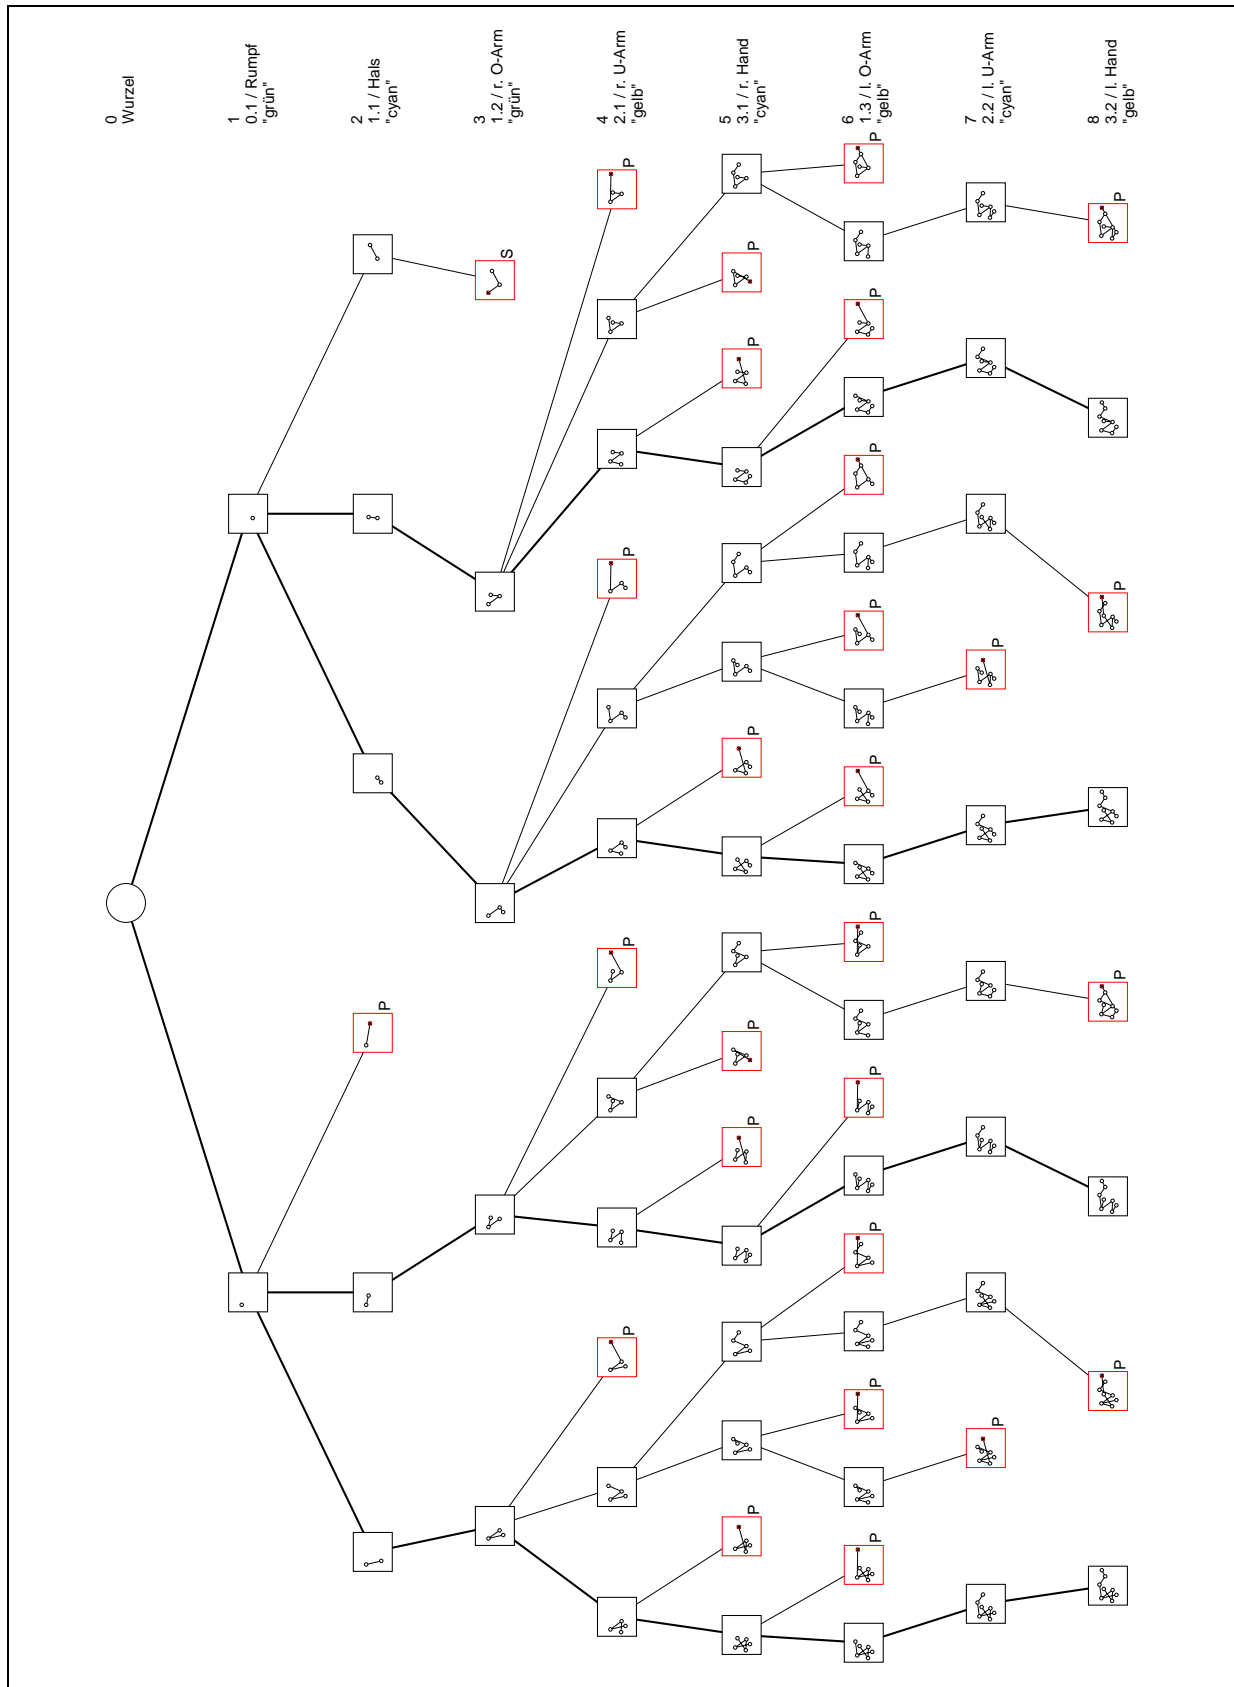 0
Wurzel
1
0.1 / Rumpf
"grün"
2
1.1 / Hals
"cyan"
P
3
1.2 / r. O-Arm
"grün"
S
4
2.1 / r. U-Arm
"gelb"
P
P
P
P
5
3.1 / r. Hand
"cyan"
P
P
P
P
P
P
6
1.3 / l. O-Arm
"gelb"
P
P
P
P
P
P
P
P
P
P
7
2.2 / l. U-Arm
"cyan"
P
P
8
3.2 / l. Hand
"gelb"
P
P
P
P